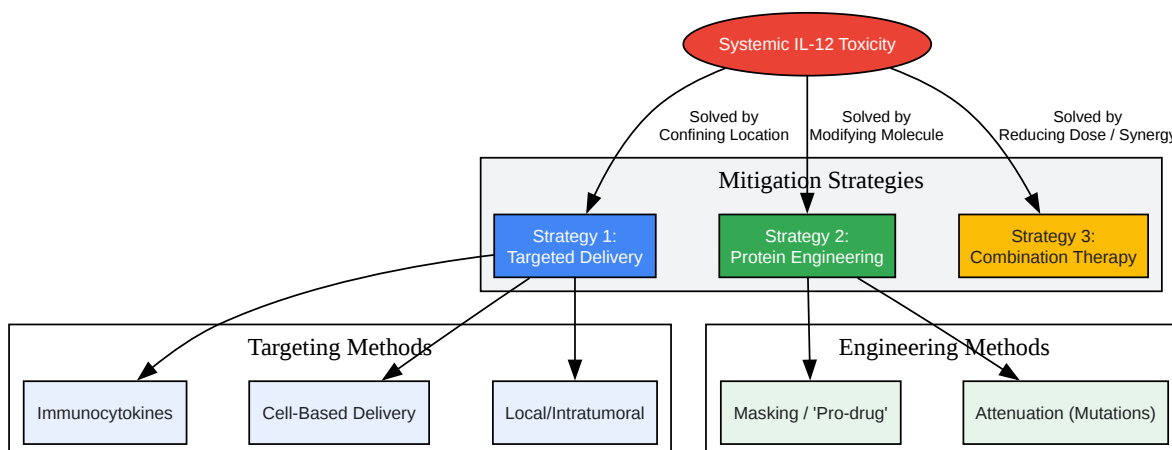 Systemic IL-12 Toxicity
Solved by
Confining Location
Solved by
Modifying Molecule
Solved by
Reducing Dose / Synergy
Mitigation Strategies
Strategy 1:
Targeted Delivery
Strategy 2:
Protein Engineering
Strategy 3:
Combination Therapy
Targeting Methods
Engineering Methods
Immunocytokines
Cell-Based Delivery
Local/Intratumoral
Masking / 'Pro-drug'
Attenuation (Mutations)